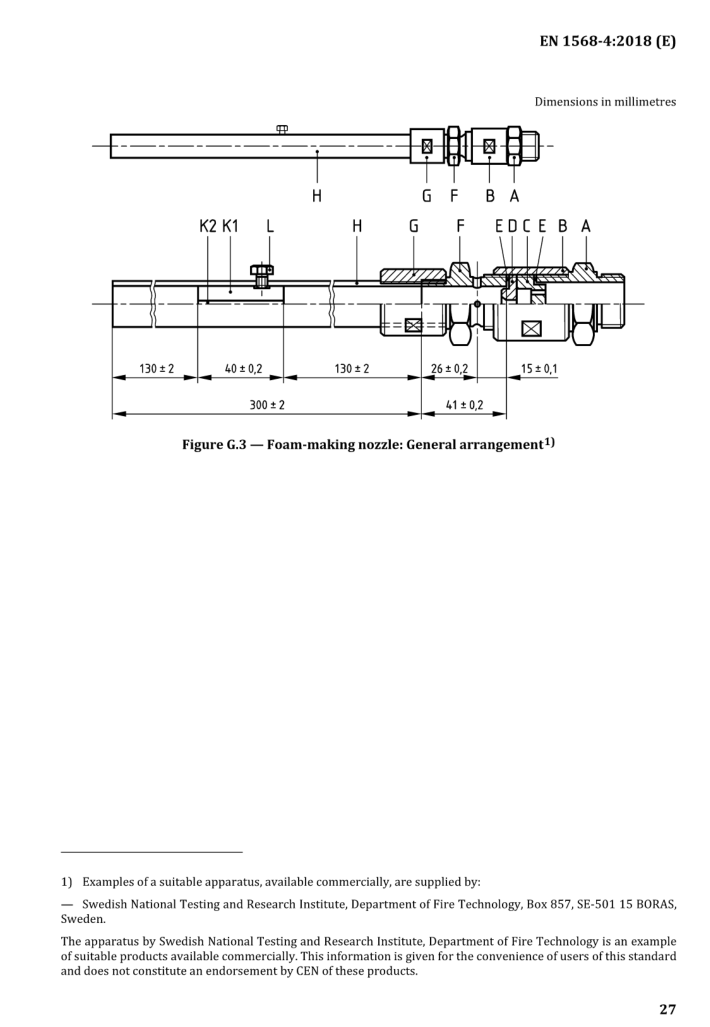 EN 1568-4:2018 (E)
Dimensions in millimetres
H G F B A
K2 K1 L H G F E D C E B A
130 ± 2 40 ± 0,2 130 ± 2 26 ± 0,2 15 ± 0,1
300 ± 2 41 ± 0,2
Figure G.3 — Foam-making nozzle: General arrangement1)
1) Examples of a suitable apparatus, available commercially, are supplied by:
— Swedish National Testing and Research Institute, Department of Fire Technology, Box 857, SE-501 15 BORAS,
Sweden.
The apparatus by Swedish National Testing and Research Institute, Department of Fire Technology is an example
of suitable products available commercially. This information is given for the convenience of users of this standard
and does not constitute an endorsement by CEN of these products.
27